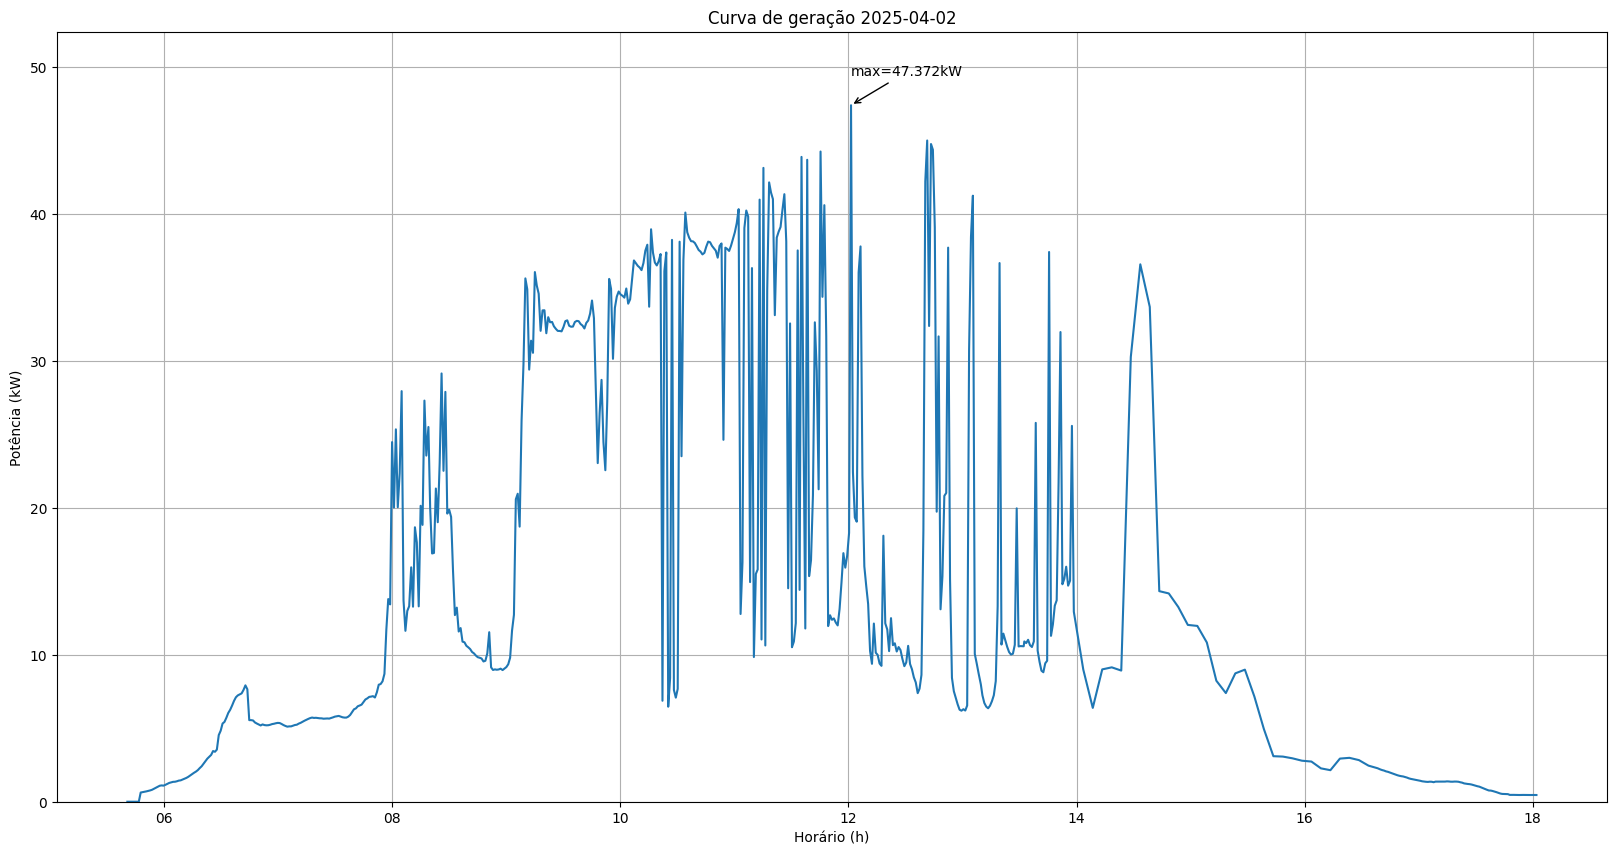 Curva de geração 2025-04-02
50
max=47.372kW
40
30
Potência (kW)
20
10
0
06 08 10 12 14 16 18
Horário (h)